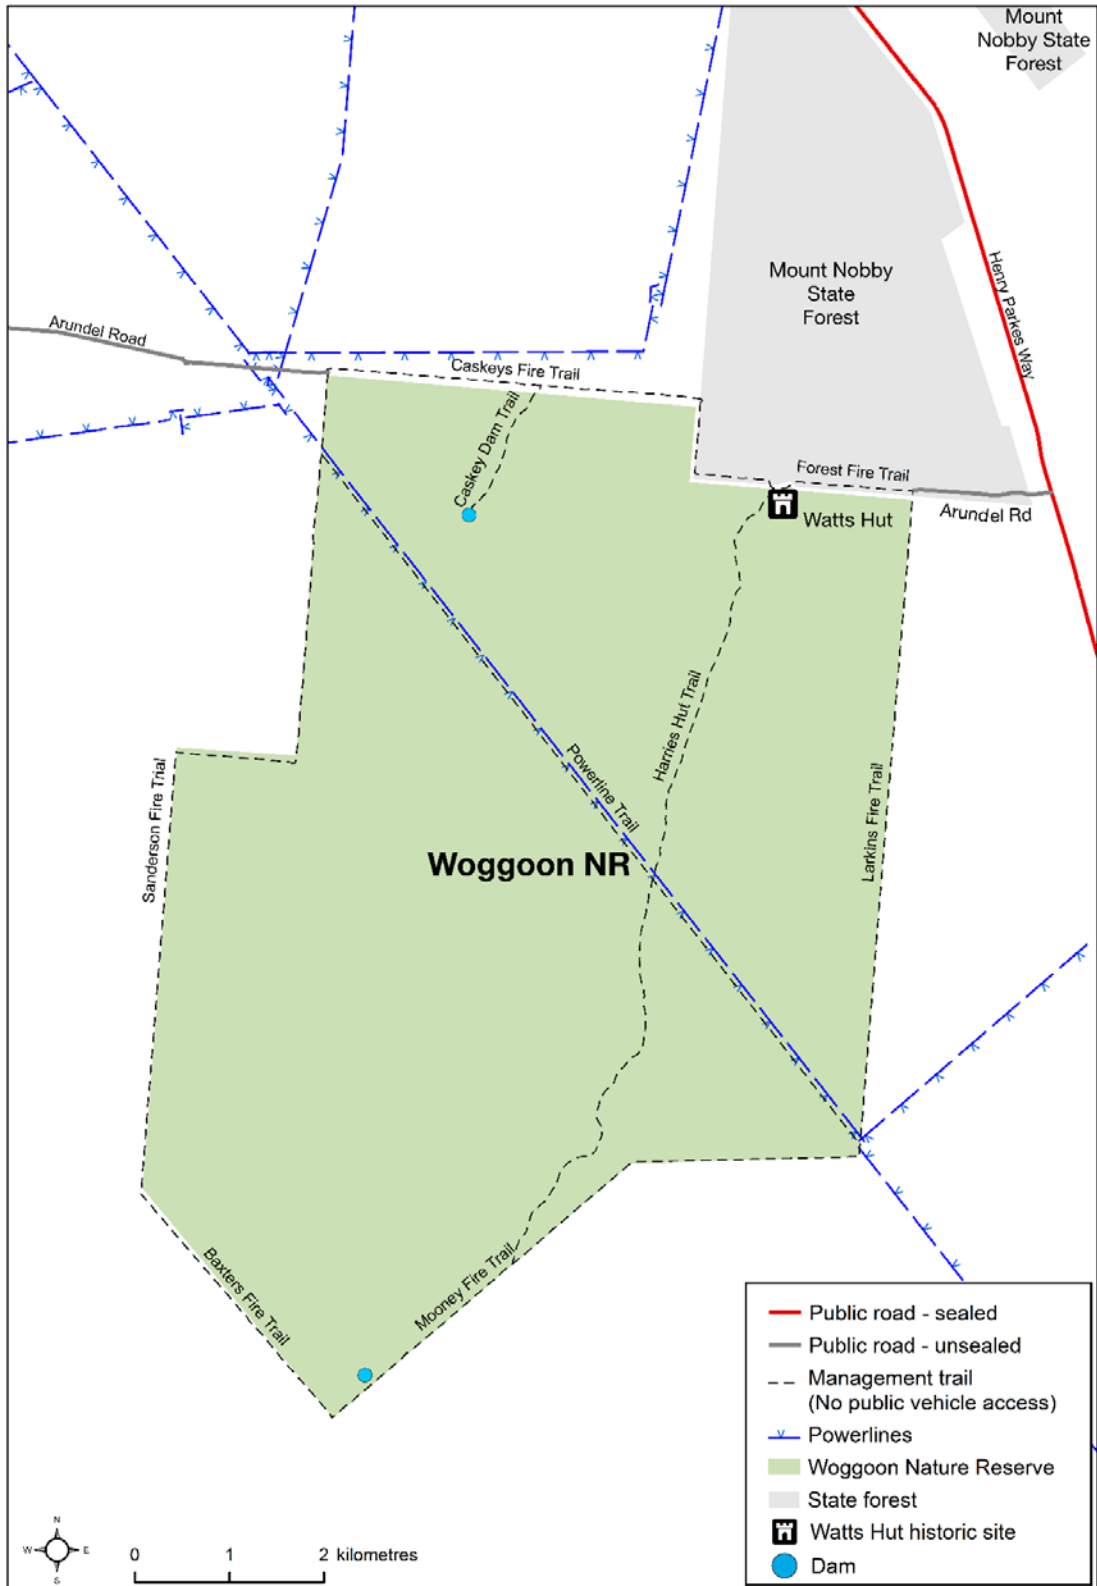 Mount
Nobby State
Forest
Mount Nobby
State
Forest
Henry Parkes Way
Arundel Road
Caskeys Fire Trail
Caskey Dam Trail
Forest Fire Trail
Watts Hut
Arundel Rd
Harries Hut Trail
Powerline Trail
Larkins Fire Trail
Sanderson Fire Trial
Woggoon NR
Baxters Fire Trail
Mooney Fire Trail
Public road - sealed
Public road - unsealed
Management trail
(No public vehicle access)
Powerlines
Woggoon Nature Reserve
State forest
Watts Hut historic site
Dam
N
W E
S
0 1 2 kilometres